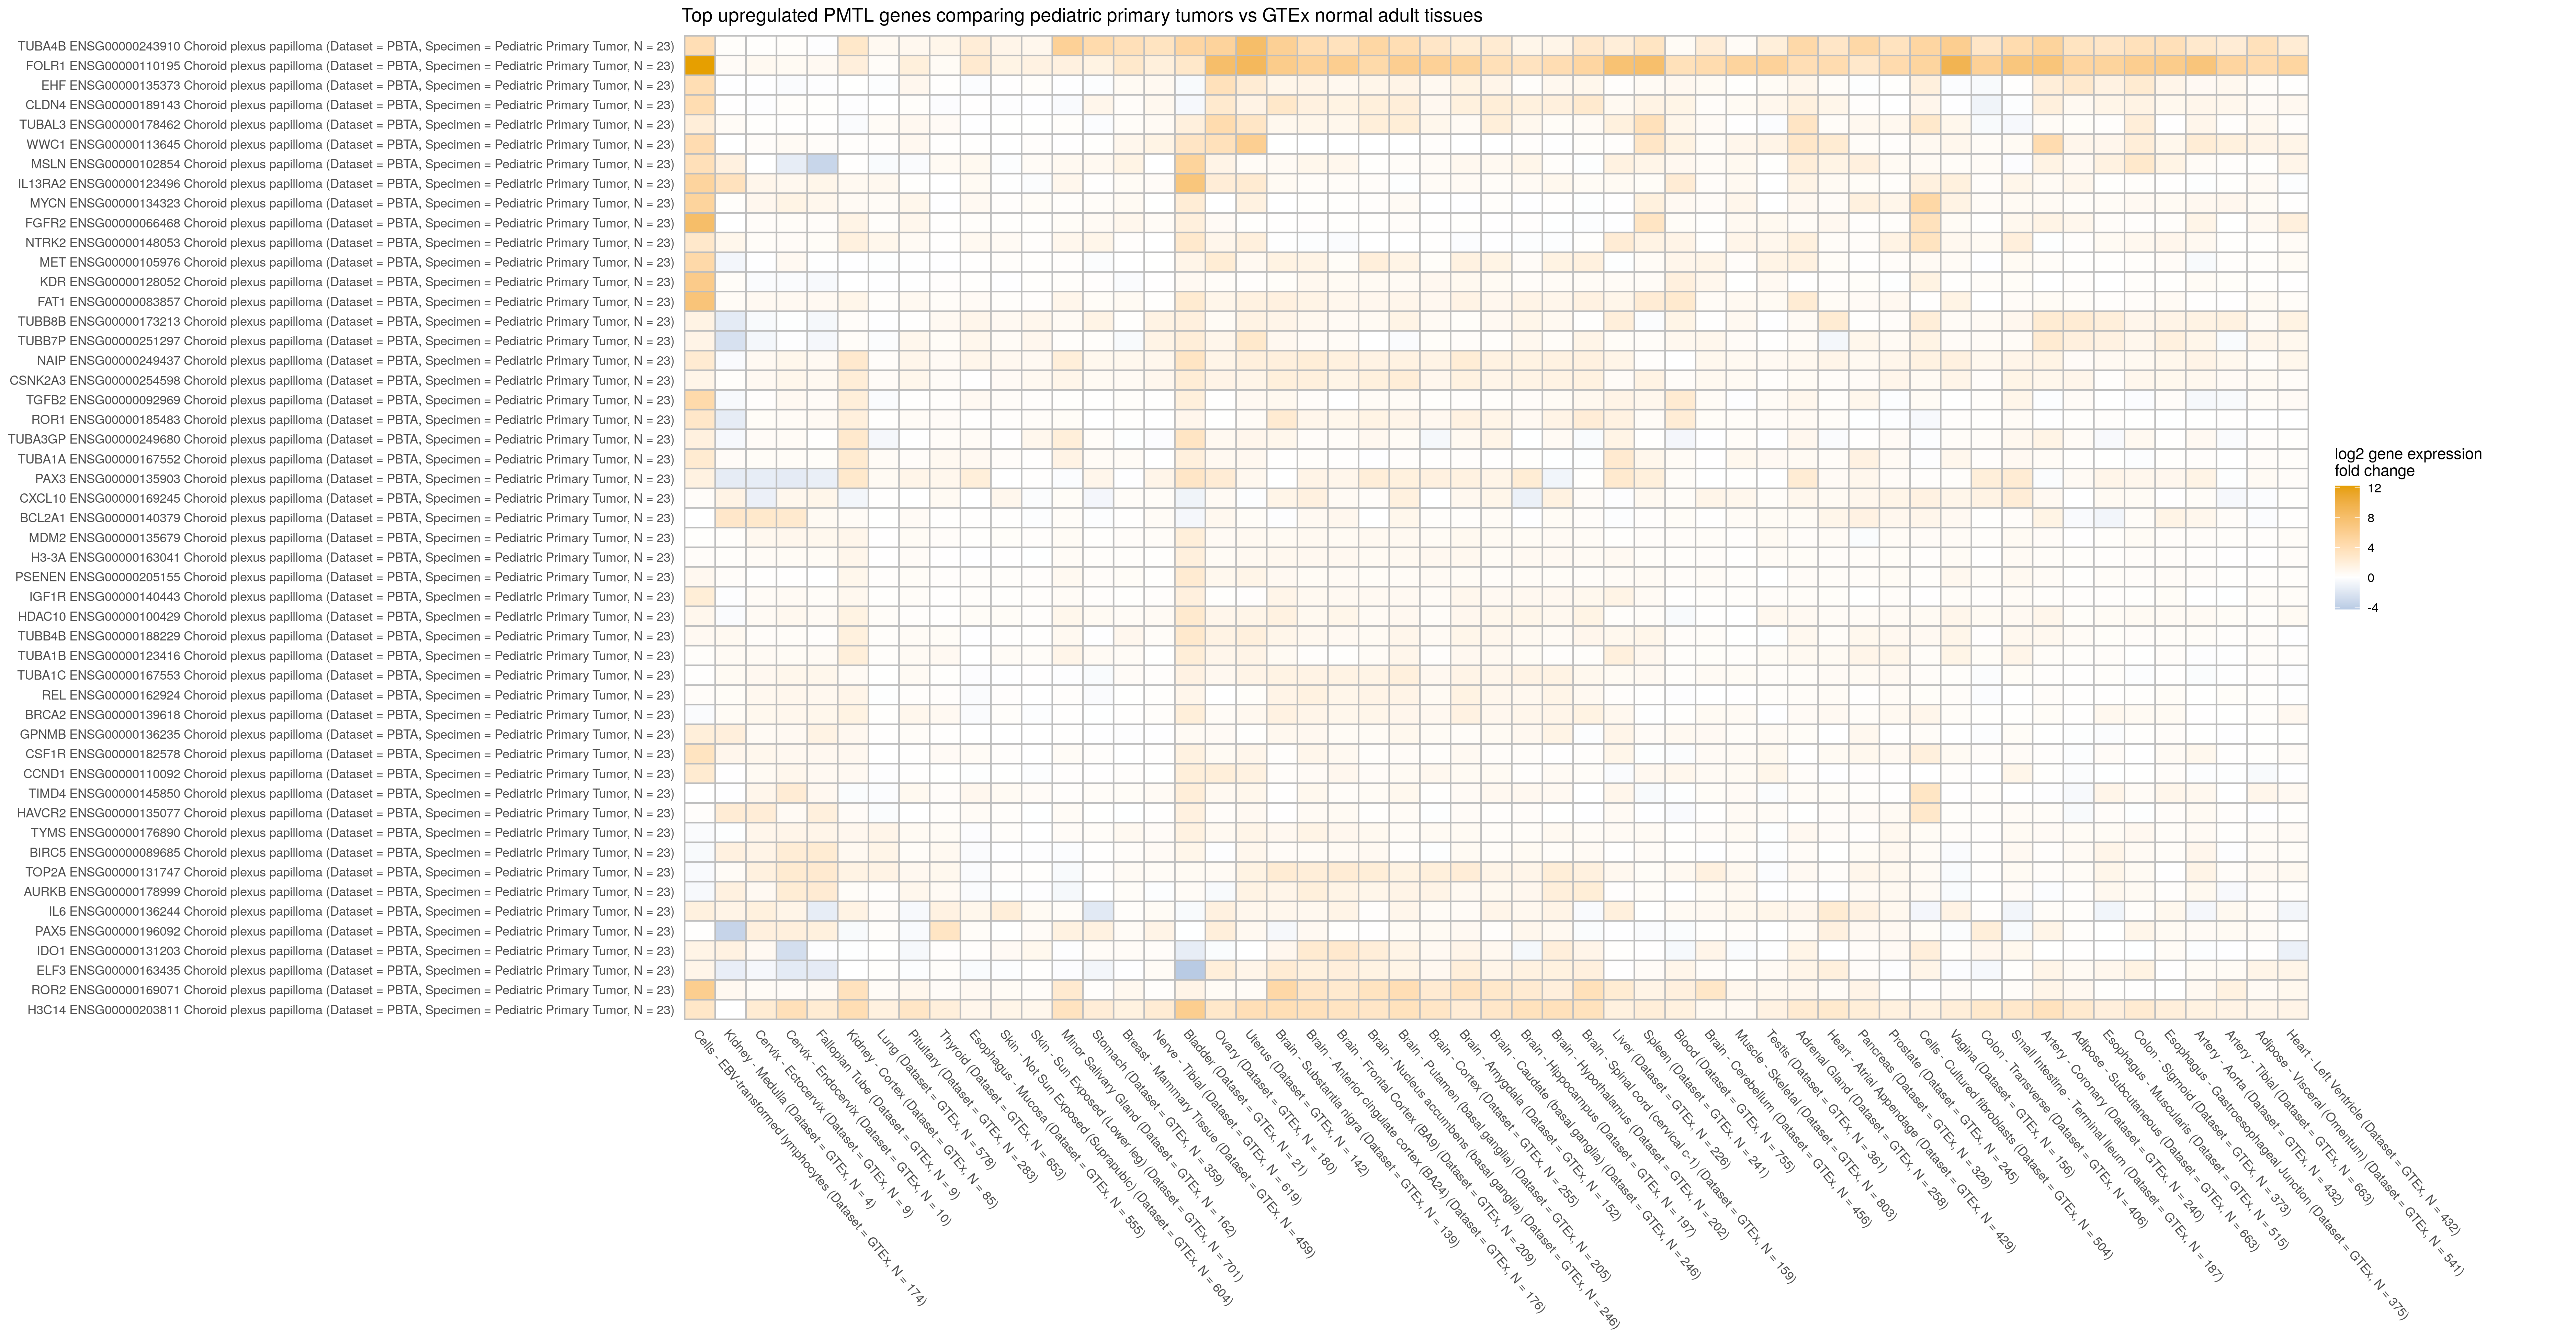 Top upregulated PMTL genes comparing pediatric primary tumors vs GTEx normal adult tissues
TUBA4B ENSG00000243910 Choroid plexus papilloma (Dataset = PBTA, Specimen = Pediatric Primary Tumor, N = 23)
FOLR1 ENSG00000110195 Choroid plexus papilloma (Dataset = PBTA, Specimen = Pediatric Primary Tumor, N = 23)
EHF ENSG00000135373 Choroid plexus papilloma (Dataset = PBTA, Specimen = Pediatric Primary Tumor, N = 23)
CLDN4 ENSG00000189143 Choroid plexus papilloma (Dataset = PBTA, Specimen = Pediatric Primary Tumor, N = 23)
TUBAL3 ENSG00000178462 Choroid plexus papilloma (Dataset = PBTA, Specimen = Pediatric Primary Tumor, N = 23)
WWC1 ENSG00000113645 Choroid plexus papilloma (Dataset = PBTA, Specimen = Pediatric Primary Tumor, N = 23)
MSLN ENSG00000102854 Choroid plexus papilloma (Dataset = PBTA, Specimen = Pediatric Primary Tumor, N = 23)
IL13RA2 ENSG00000123496 Choroid plexus papilloma (Dataset = PBTA, Specimen = Pediatric Primary Tumor, N = 23)
MYCN ENSG00000134323 Choroid plexus papilloma (Dataset = PBTA, Specimen = Pediatric Primary Tumor, N = 23)
FGFR2 ENSG00000066468 Choroid plexus papilloma (Dataset = PBTA, Specimen = Pediatric Primary Tumor, N = 23)
NTRK2 ENSG00000148053 Choroid plexus papilloma (Dataset = PBTA, Specimen = Pediatric Primary Tumor, N = 23)
MET ENSG00000105976 Choroid plexus papilloma (Dataset = PBTA, Specimen = Pediatric Primary Tumor, N = 23)
KDR ENSG00000128052 Choroid plexus papilloma (Dataset = PBTA, Specimen = Pediatric Primary Tumor, N = 23)
FAT1 ENSG00000083857 Choroid plexus papilloma (Dataset = PBTA, Specimen = Pediatric Primary Tumor, N = 23)
TUBB8B ENSG00000173213 Choroid plexus papilloma (Dataset = PBTA, Specimen = Pediatric Primary Tumor, N = 23)
TUBB7P ENSG00000251297 Choroid plexus papilloma (Dataset = PBTA, Specimen = Pediatric Primary Tumor, N = 23)
NAIP ENSG00000249437 Choroid plexus papilloma (Dataset = PBTA, Specimen = Pediatric Primary Tumor, N = 23)
CSNK2A3 ENSG00000254598 Choroid plexus papilloma (Dataset = PBTA, Specimen = Pediatric Primary Tumor, N = 23)
TGFB2 ENSG00000092969 Choroid plexus papilloma (Dataset = PBTA, Specimen = Pediatric Primary Tumor, N = 23)
ROR1 ENSG00000185483 Choroid plexus papilloma (Dataset = PBTA, Specimen = Pediatric Primary Tumor, N = 23)
TUBA3GP ENSG00000249680 Choroid plexus papilloma (Dataset = PBTA, Specimen = Pediatric Primary Tumor, N = 23)
TUBA1A ENSG00000167552 Choroid plexus papilloma (Dataset = PBTA, Specimen = Pediatric Primary Tumor, N = 23)
PAX3 ENSG00000135903 Choroid plexus papilloma (Dataset = PBTA, Specimen = Pediatric Primary Tumor, N = 23)
CXCL10 ENSG00000169245 Choroid plexus papilloma (Dataset = PBTA, Specimen = Pediatric Primary Tumor, N = 23)
BCL2A1 ENSG00000140379 Choroid plexus papilloma (Dataset = PBTA, Specimen = Pediatric Primary Tumor, N = 23)
MDM2 ENSG00000135679 Choroid plexus papilloma (Dataset = PBTA, Specimen = Pediatric Primary Tumor, N = 23)
H3-3A ENSG00000163041 Choroid plexus papilloma (Dataset = PBTA, Specimen = Pediatric Primary Tumor, N = 23)
PSENEN ENSG00000205155 Choroid plexus papilloma (Dataset = PBTA, Specimen = Pediatric Primary Tumor, N = 23)
IGF1R ENSG00000140443 Choroid plexus papilloma (Dataset = PBTA, Specimen = Pediatric Primary Tumor, N = 23)
HDAC10 ENSG00000100429 Choroid plexus papilloma (Dataset = PBTA, Specimen = Pediatric Primary Tumor, N = 23)
TUBB4B ENSG00000188229 Choroid plexus papilloma (Dataset = PBTA, Specimen = Pediatric Primary Tumor, N = 23)
TUBA1B ENSG00000123416 Choroid plexus papilloma (Dataset = PBTA, Specimen = Pediatric Primary Tumor, N = 23)
TUBA1C ENSG00000167553 Choroid plexus papilloma (Dataset = PBTA, Specimen = Pediatric Primary Tumor, N = 23)
REL ENSG00000162924 Choroid plexus papilloma (Dataset = PBTA, Specimen = Pediatric Primary Tumor, N = 23)
BRCA2 ENSG00000139618 Choroid plexus papilloma (Dataset = PBTA, Specimen = Pediatric Primary Tumor, N = 23)
GPNMB ENSG00000136235 Choroid plexus papilloma (Dataset = PBTA, Specimen = Pediatric Primary Tumor, N = 23)
CSF1R ENSG00000182578 Choroid plexus papilloma (Dataset = PBTA, Specimen = Pediatric Primary Tumor, N = 23)
CCND1 ENSG00000110092 Choroid plexus papilloma (Dataset = PBTA, Specimen = Pediatric Primary Tumor, N = 23)
TIMD4 ENSG00000145850 Choroid plexus papilloma (Dataset = PBTA, Specimen = Pediatric Primary Tumor, N = 23)
HAVCR2 ENSG00000135077 Choroid plexus papilloma (Dataset = PBTA, Specimen = Pediatric Primary Tumor, N = 23)
TYMS ENSG00000176890 Choroid plexus papilloma (Dataset = PBTA, Specimen = Pediatric Primary Tumor, N = 23)
BIRC5 ENSG00000089685 Choroid plexus papilloma (Dataset = PBTA, Specimen = Pediatric Primary Tumor, N = 23)
TOP2A ENSG00000131747 Choroid plexus papilloma (Dataset = PBTA, Specimen = Pediatric Primary Tumor, N = 23)
AURKB ENSG00000178999 Choroid plexus papilloma (Dataset = PBTA, Specimen = Pediatric Primary Tumor, N = 23)
IL6 ENSG00000136244 Choroid plexus papilloma (Dataset = PBTA, Specimen = Pediatric Primary Tumor, N = 23)
PAX5 ENSG00000196092 Choroid plexus papilloma (Dataset = PBTA, Specimen = Pediatric Primary Tumor, N = 23)
IDO1 ENSG00000131203 Choroid plexus papilloma (Dataset = PBTA, Specimen = Pediatric Primary Tumor, N = 23)
ELF3 ENSG00000163435 Choroid plexus papilloma (Dataset = PBTA, Specimen = Pediatric Primary Tumor, N = 23)
ROR2 ENSG00000169071 Choroid plexus papilloma (Dataset = PBTA, Specimen = Pediatric Primary Tumor, N = 23)
H3C14 ENSG00000203811 Choroid plexus papilloma (Dataset = PBTA, Specimen = Pediatric Primary Tumor, N = 23)
Cells - EBV-transformed lymphocytes (Dataset = GTEx, N = 174)
Kidney - Medulla (Dataset = GTEx, N = 4)
Cervix - Ectocervix (Dataset = GTEx, N = 9)
Cervix - Endocervix (Dataset = GTEx, N = 10)
Fallopian Tube (Dataset = GTEx, N = 9)
Kidney - Cortex (Dataset = GTEx, N = 85)
Lung (Dataset = GTEx, N = 578)
Pituitary (Dataset = GTEx, N = 283)
Thyroid (Dataset = GTEx, N = 653)
Esophagus - Mucosa (Dataset = GTEx, N = 555)
Skin - Not Sun Exposed (Suprapubic) (Dataset = GTEx, N = 604)
Skin - Sun Exposed (Lower leg) (Dataset = GTEx, N = 701)
Minor Salivary Gland (Dataset = GTEx, N = 162)
Stomach (Dataset = GTEx, N = 359)
Breast - Mammary Tissue (Dataset = GTEx, N = 459)
Nerve - Tibial (Dataset = GTEx, N = 619)
Bladder (Dataset = GTEx, N = 21)
Ovary (Dataset = GTEx, N = 180)
Uterus (Dataset = GTEx, N = 142)
Brain - Substantia nigra (Dataset = GTEx, N = 139)
Brain - Anterior cingulate cortex (BA24) (Dataset = GTEx, N = 176)
Brain - Frontal Cortex (BA9) (Dataset = GTEx, N = 209)
Brain - Nucleus accumbens (basal ganglia) (Dataset = GTEx, N = 246)
Brain - Putamen (basal ganglia) (Dataset = GTEx, N = 205)
Brain - Cortex (Dataset = GTEx, N = 255)
Brain - Amygdala (Dataset = GTEx, N = 152)
Brain - Caudate (basal ganglia) (Dataset = GTEx, N = 246)
Brain - Hippocampus (Dataset = GTEx, N = 197)
Brain - Hypothalamus (Dataset = GTEx, N = 202)
Brain - Spinal cord (cervical c-1) (Dataset = GTEx, N = 159)
Liver (Dataset = GTEx, N = 226)
Spleen (Dataset = GTEx, N = 241)
Blood (Dataset = GTEx, N = 755)
Brain - Cerebellum (Dataset = GTEx, N = 456)
Muscle - Skeletal (Dataset = GTEx, N = 803)
Testis (Dataset = GTEx, N = 361)
Adrenal Gland (Dataset = GTEx, N = 258)
Heart - Atrial Appendage (Dataset = GTEx, N = 429)
Pancreas (Dataset = GTEx, N = 328)
Prostate (Dataset = GTEx, N = 245)
Cells - Cultured fibroblasts (Dataset = GTEx, N = 504)
Vagina (Dataset = GTEx, N = 156)
Colon - Transverse (Dataset = GTEx, N = 406)
Small Intestine - Terminal Ileum (Dataset = GTEx, N = 187)
Artery - Coronary (Dataset = GTEx, N = 240)
Adipose - Subcutaneous (Dataset = GTEx, N = 663)
Esophagus - Muscularis (Dataset = GTEx, N = 515)
Colon - Sigmoid (Dataset = GTEx, N = 373)
Esophagus - Gastroesophageal Junction (Dataset = GTEx, N = 375)
Artery - Aorta (Dataset = GTEx, N = 432)
Artery - Tibial (Dataset = GTEx, N = 663)
Adipose - Visceral (Omentum) (Dataset = GTEx, N = 541)
Heart - Left Ventricle (Dataset = GTEx, N = 432)
log2 gene expression
fold change
12
8
4
0
-4